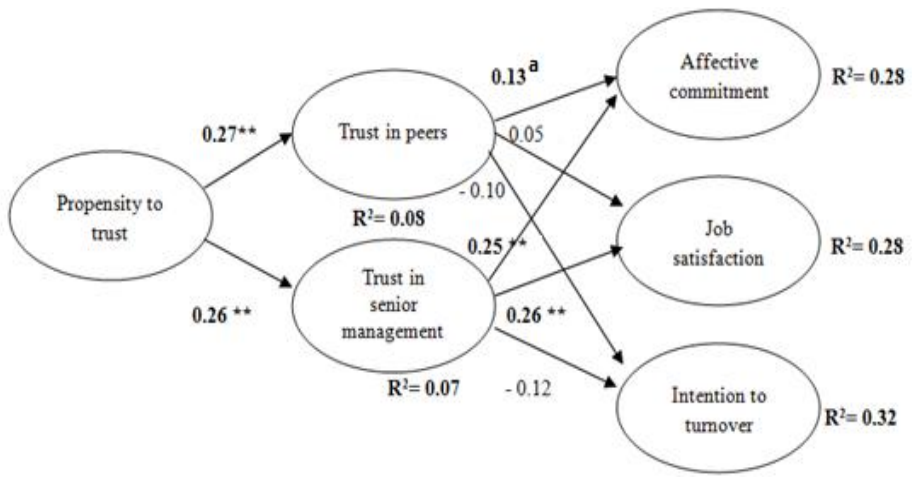 0.13a
Affective
commitment
R²= 0.28
0.27**
Trust in peers
0.05
Propensity to
trust
- 0.10
R²= 0.08
0.25 **
Job
satisfaction
R²= 0.28
Trust in
senior
management
0.26 **
0.26 **
R²= 0.07
- 0.12
Intention to
turnover
R²= 0.32